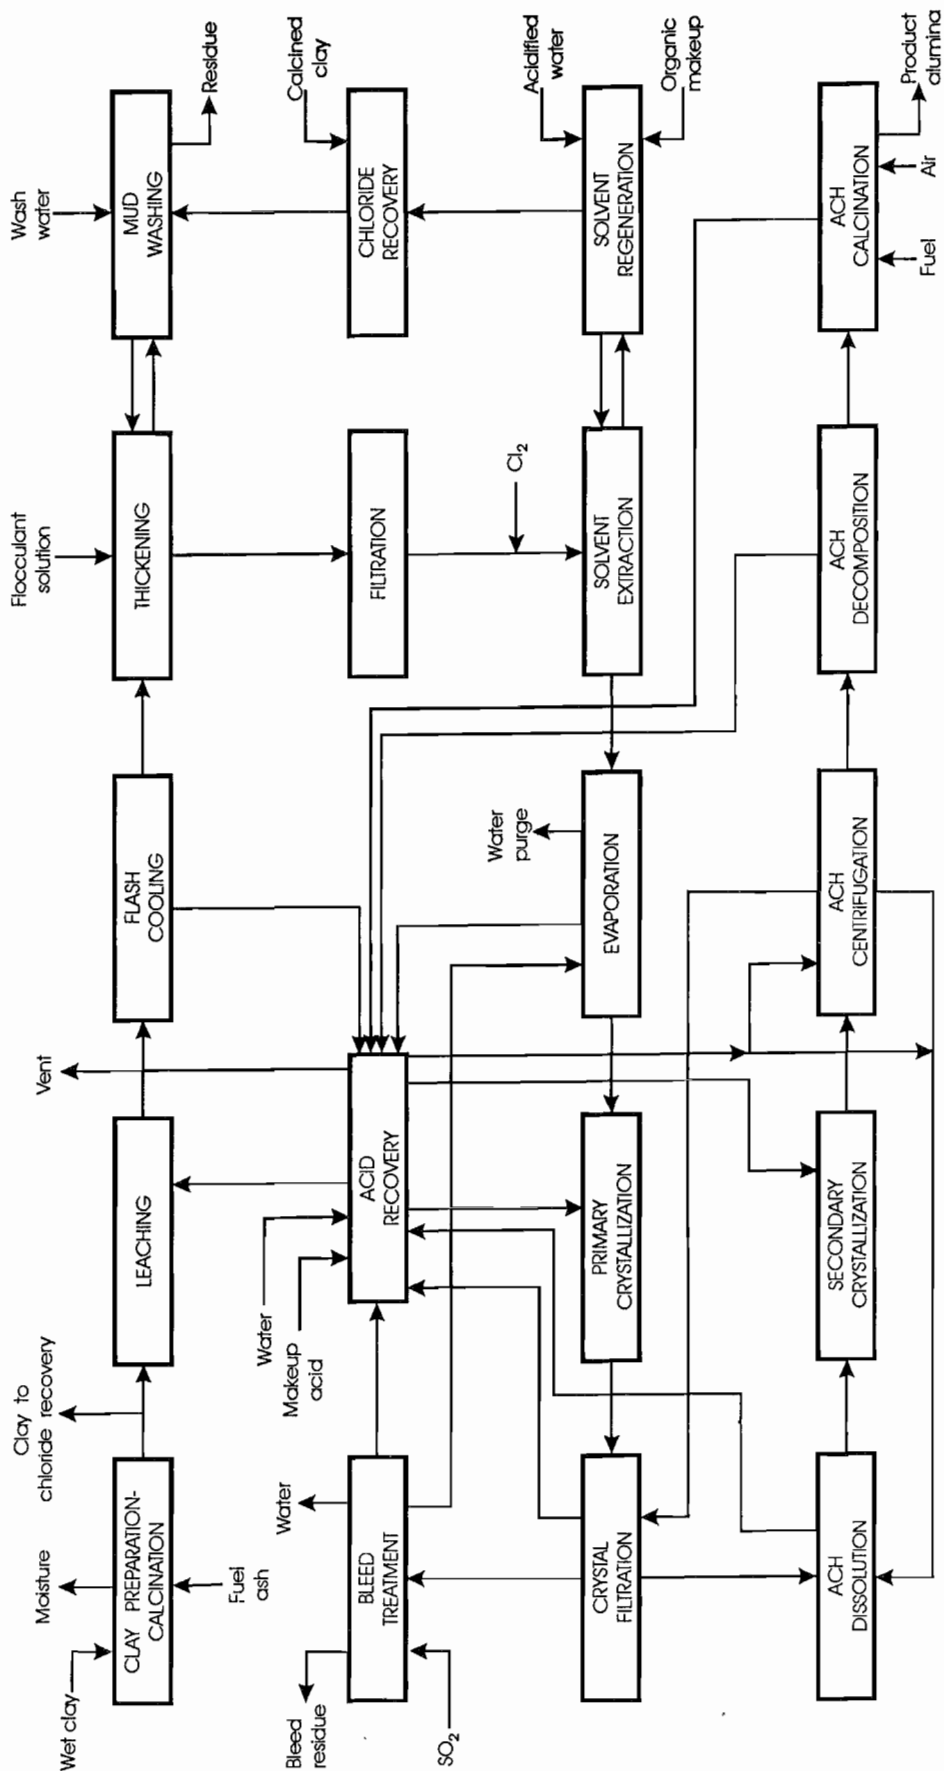 Wet clay
Moisture
Clay to
chloride recovery
Vent
Flocculant
solution
Wash
water
CLAY PREPARATION-
CALCINATION
LEACHING
FLASH
COOLING
THICKENING
MUD
WASHING
Residue
Fuel
ash
Water
Makeup
acid
Water
Calcined
clay
BLEED
TREATMENT
ACID
RECOVERY
FILTRATION
CHLORIDE
RECOVERY
Bleed
residue
SO₂
Water
purge
Cl₂
Acidified
water
Organic
makeup
CRYSTAL
FILTRATION
PRIMARY
CRYSTALLIZATION
EVAPORATION
SOLVENT
EXTRACTION
SOLVENT
REGENERATION
ACH
DISSOLUTION
SECONDARY
CRYSTALLIZATION
ACH
CENTRIFUGATION
ACH
DECOMPOSITION
ACH
CALCINATION
Fuel
Air
Product
alumina